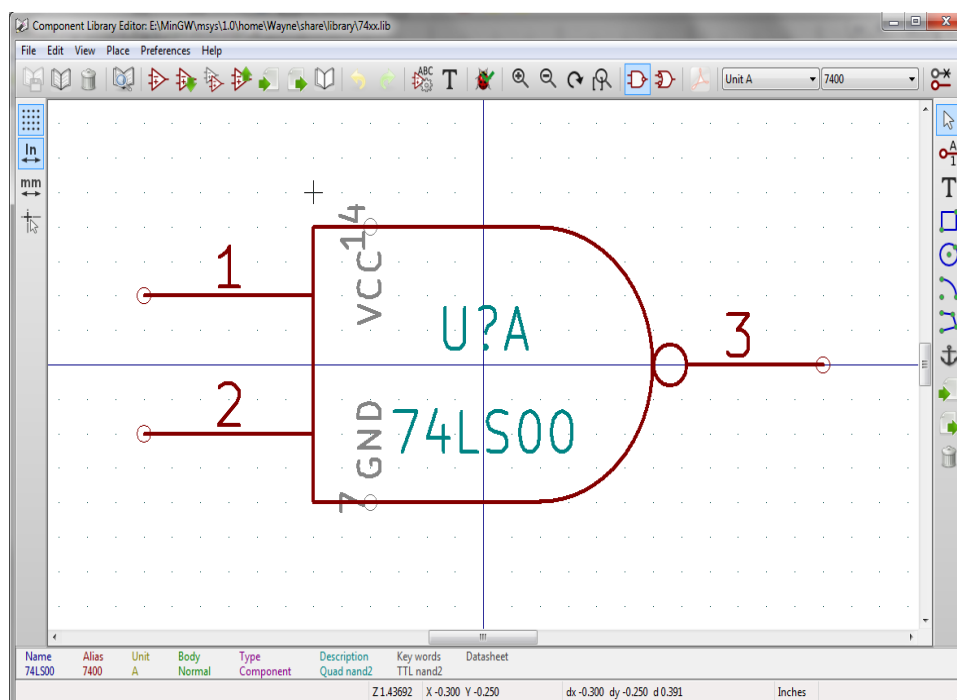 Component Library Editor: E:\MinGW\msys\1.0\home\Wayne\share\library\74xx.lib
File Edit View Place Preferences Help
ABC T Unit A 7400
In
mm
A
1
T
14
VCC
1
U?A
3
2
74LS00
GND
7
Name Alias Unit Body Type Description Key words Datasheet
74LS00 7400 A Normal Component Quad nand2 TTL nand2
Z 1.43692 X -0.300 Y -0.250 dx -0.300 dy -0.250 d 0.391 Inches